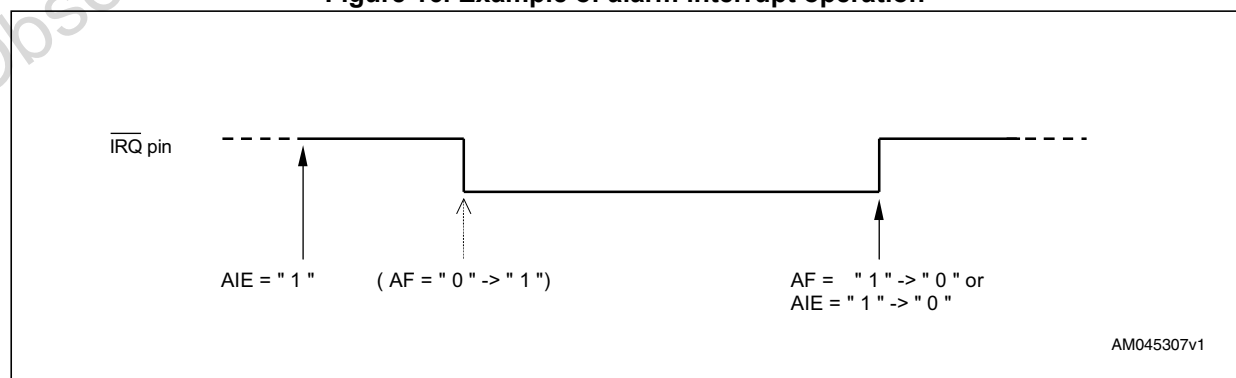 Figure 10. Example of alarm interrupt operation
IRQ pin
AIE = " 1 "
( AF = " 0 " -> " 1 ")
AF = " 1 " -> " 0 " or
AIE = " 1 " -> " 0 "
AM045307v1